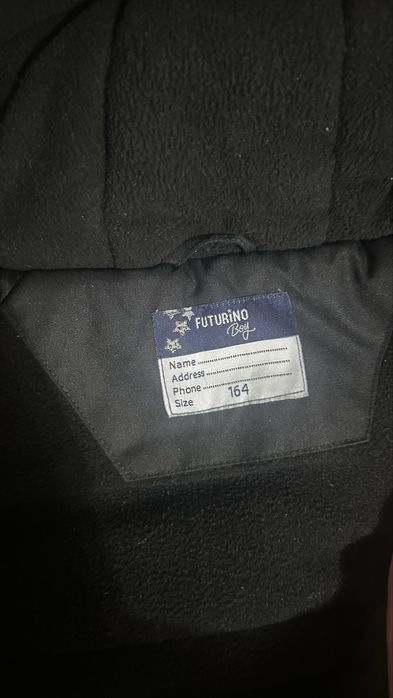 FUTURiNO
Boy
Name
Address
Phone
Size 164